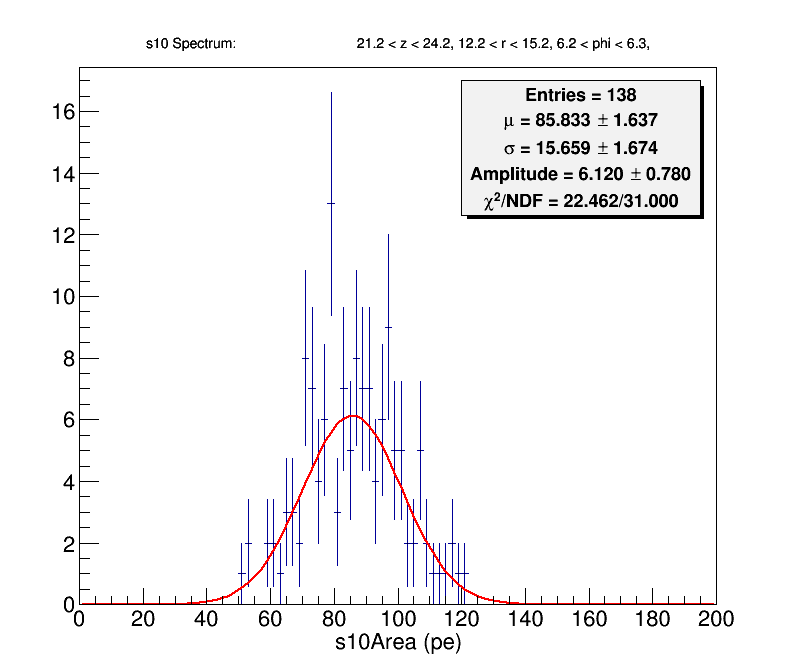 s10 Spectrum: 21.2 < z < 24.2, 12.2 < r < 15.2, 6.2 < phi < 6.3,
Entries = 138
μ = 85.833 ± 1.637
σ = 15.659 ± 1.674
Amplitude = 6.120 ± 0.780
χ²/NDF = 22.462/31.000
16
14
12
10
8
6
4
2
0
0 20 40 60 80 100 120 140 160 180 200
s10Area (pe)